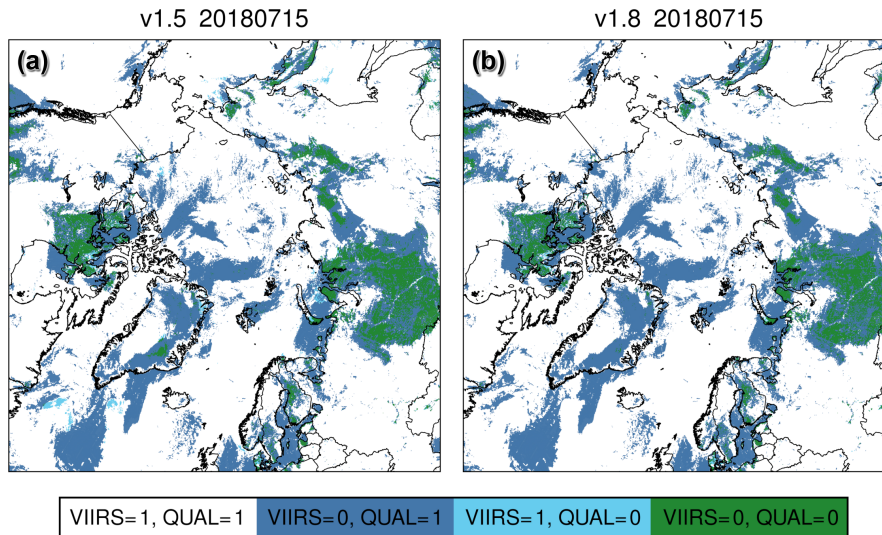 v1.5 20180715
v1.8 20180715
(a)
(b)
VIIRS=1, QUAL=1
VIIRS=0, QUAL=1
VIIRS=1, QUAL=0
VIIRS=0, QUAL=0